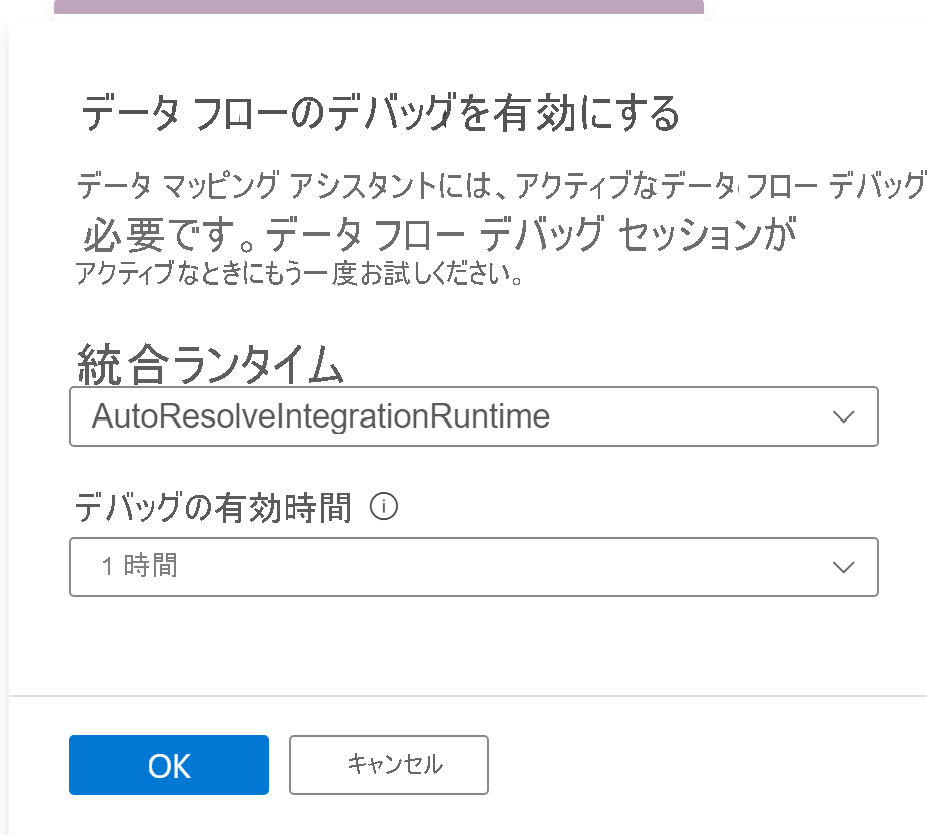 データ フローのデバッグを有効にする
データ マッピング アシスタントには、アクティブなデータ フロー デバッグ
必要です。データ フロー デバッグ セッションが
アクティブなときにもう一度お試しください。
統合ランタイム
AutoResolveIntegrationRuntime
デバッグの有効時間
1 時間
OK キャンセル